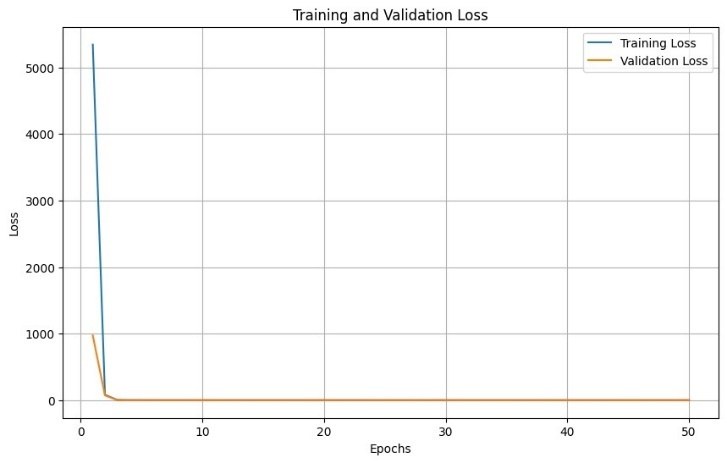 Training and Validation Loss
Training Loss
Validation Loss
5000
4000
3000
2000
1000
0
Loss
0 10 20 30 40 50
Epochs